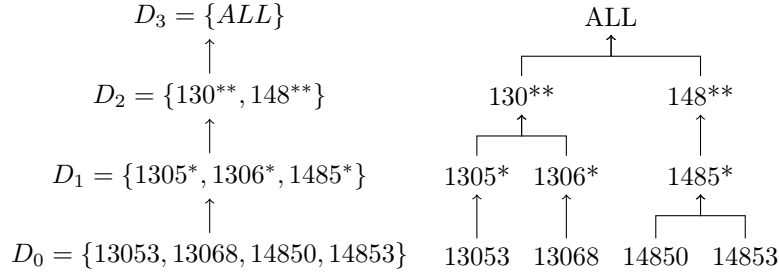 D₃ = {ALL} ALL
D₂ = {130**, 148**} 130** 148**
D₁ = {1305*, 1306*, 1485*} 1305* 1306* 1485*
D₀ = {13053, 13068, 14850, 14853} 13053 13068 14850 14853